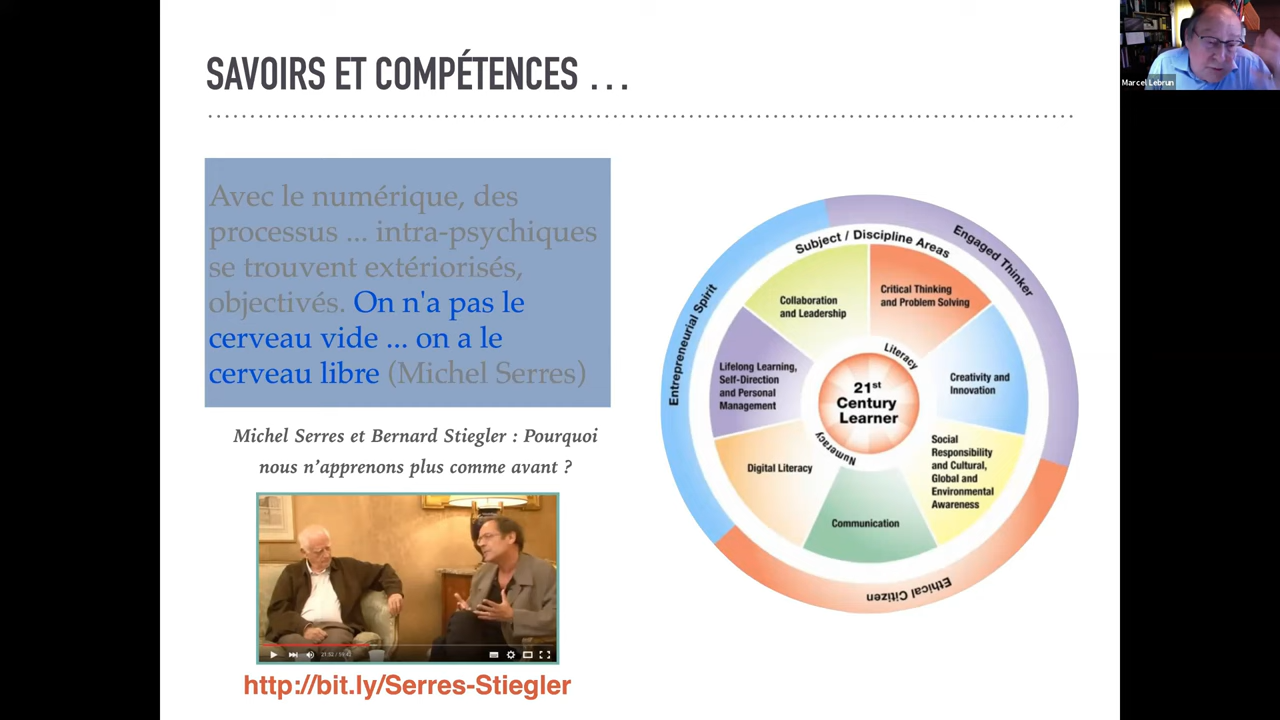 SAVOIRS ET COMPÉTENCES ...
Marcel Lebrun
Avec le numérique, des
processus ... intra-psychiques
se trouvent extériorisés,
objectivés. On n'a pas le
cerveau vide ... on a le
cerveau libre (Michel Serres)
Michel Serres et Bernard Stiegler : Pourquoi
nous n'apprenons plus comme avant ?
http://bit.ly/Serres-Stiegler
Entrepreneurial Spirit
Engaged Thinker
Ethical Citizen
Subject / Discipline Areas
Collaboration
and Leadership
Critical Thinking
and Problem Solving
Creativity and
Innovation
Social
Responsibility
and Cultural,
Global and
Environmental
Awareness
Communication
Digital Literacy
Lifelong Learning,
Self-Direction
and Personal
Management
Literacy
21st
Century
Learner
Numeracy